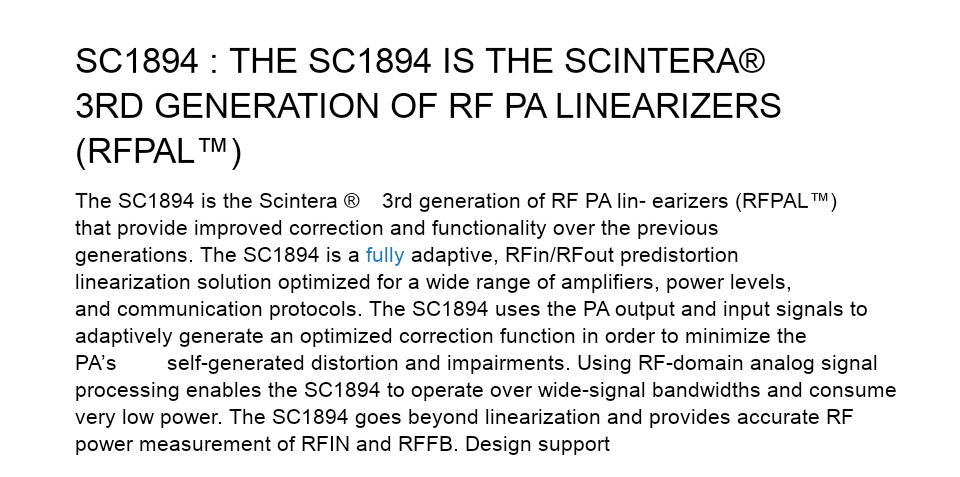 SC1894 : THE SC1894 IS THE SCINTERA®
3RD GENERATION OF RF PA LINEARIZERS
(RFPAL™)
The SC1894 is the Scintera ® 3rd generation of RF PA lin- earizers (RFPAL™)
that provide improved correction and functionality over the previous
generations. The SC1894 is a fully adaptive, RFin/RFout predistortion
linearization solution optimized for a wide range of amplifiers, power levels,
and communication protocols. The SC1894 uses the PA output and input signals to
adaptively generate an optimized correction function in order to minimize the
PA’s self-generated distortion and impairments. Using RF-domain analog signal
processing enables the SC1894 to operate over wide-signal bandwidths and consume
very low power. The SC1894 goes beyond linearization and provides accurate RF
power measurement of RFIN and RFFB. Design support